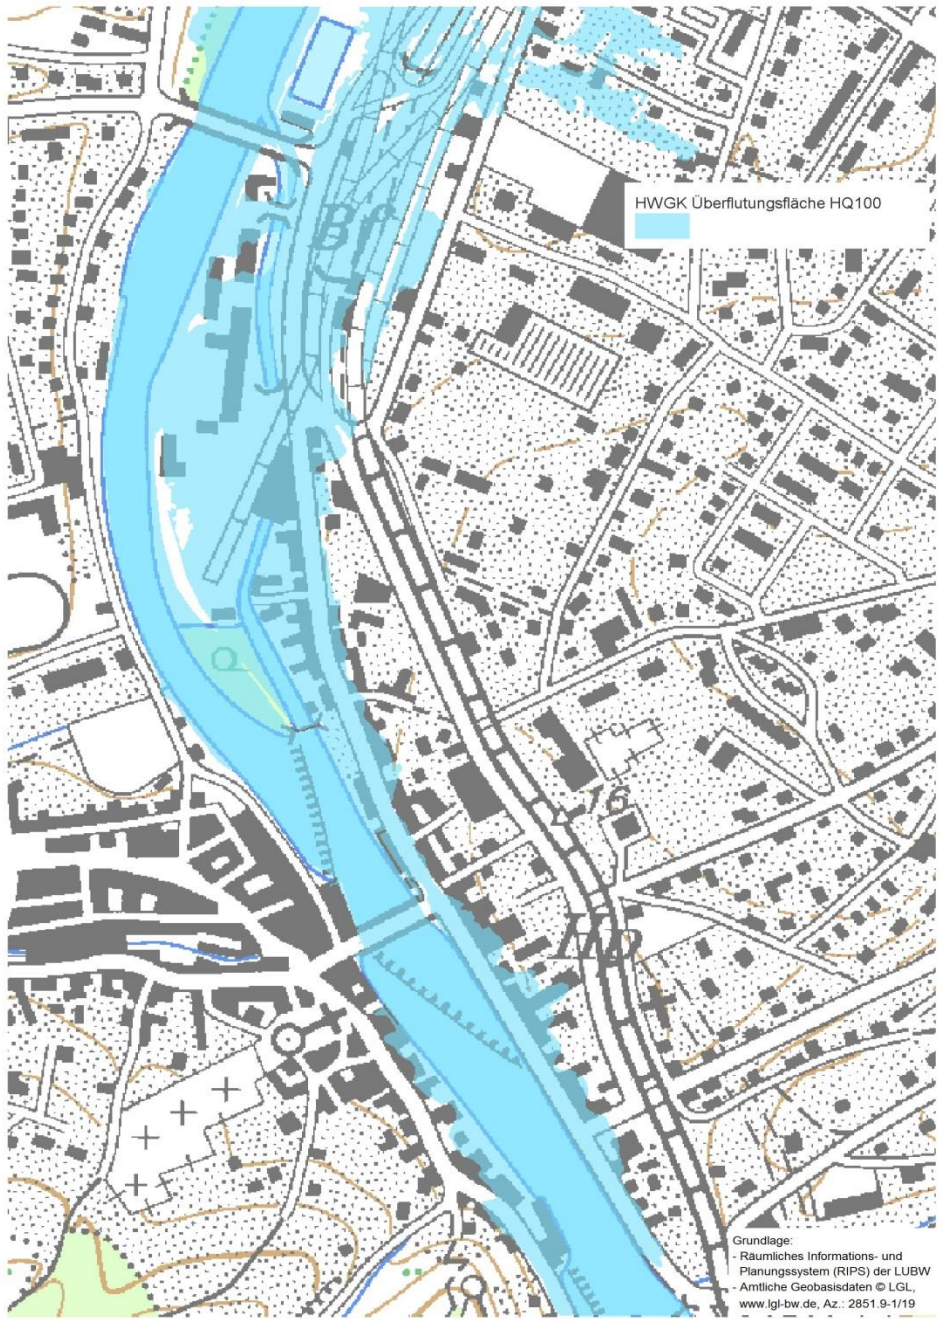 HWGK Überflutungsfläche HQ100
Bf
16
Hp
Grundlage:
- Räumliches Informations- und
Planungssystem (RIPS) der LUBW
- Amtliche Geobasisdaten © LGL,
www.lgl-bw.de, Az.: 2851.9-1/19